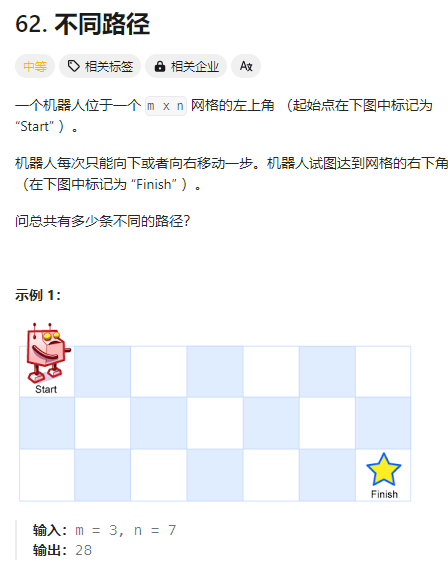 62. 不同路径
中等 相关标签 相关企业 A文
一个机器人位于一个 m x n 网格的左上角 （起始点在下图中标记为
“Start” ）。
机器人每次只能向下或者向右移动一步。机器人试图达到网格的右下角
（在下图中标记为 “Finish” ）。
问总共有多少条不同的路径？
示例 1：
Start
Finish
输入：m = 3, n = 7
输出：28